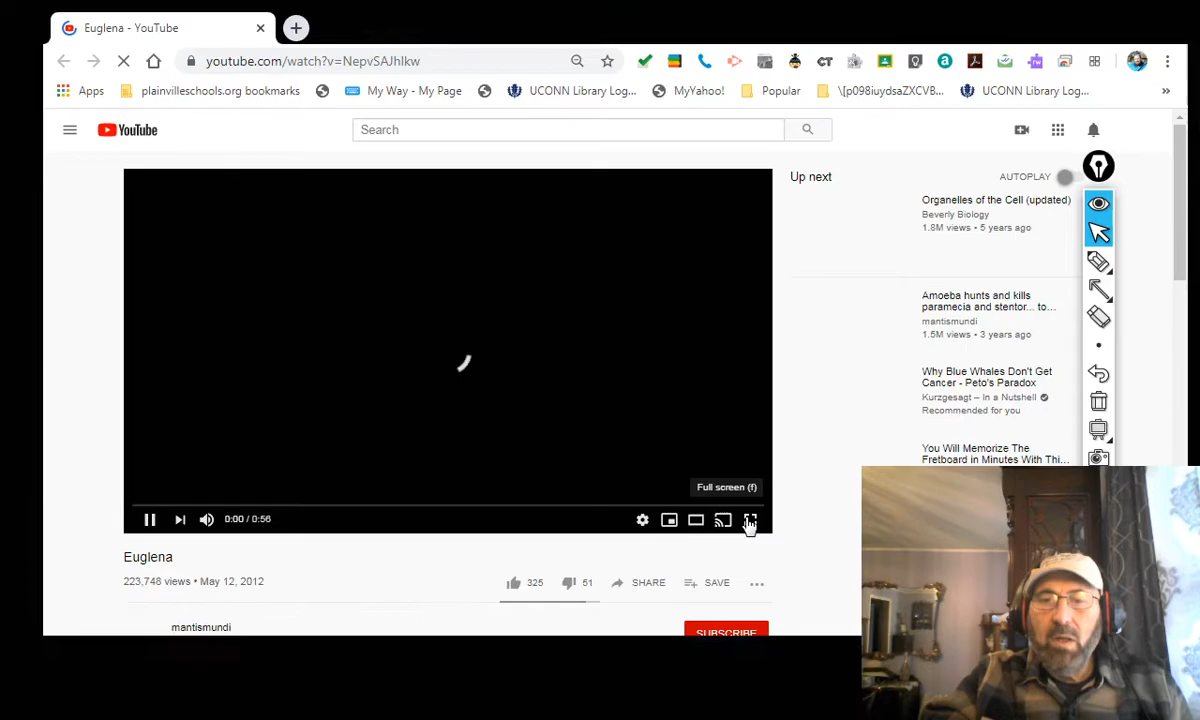 Euglena - YouTube
youtube.com/watch?v=NepvSAJhlkw
Apps
plainvilleschools.org bookmarks
My Way - My Page
UCONN Library Log...
MyYahoo!
Popular
\[p098iuydsaZXCVB...
UCONN Library Log...
»
YouTube
Search
Up next
AUTOPLAY
Organelles of the Cell (updated)
Beverly Biology
1.8M views • 5 years ago
Amoeba hunts and kills
paramecia and stentor... to...
mantismundi
1.5M views • 3 years ago
Why Blue Whales Don't Get
Cancer - Peto's Paradox
Kurzgesagt – In a Nutshell
Recommended for you
You Will Memorize The
Fretboard in Minutes With Thi...
Full screen (f)
0:00 / 0:56
Euglena
223,748 views • May 12, 2012
325
51
SHARE
SAVE
mantismundi
SUBSCRIBE